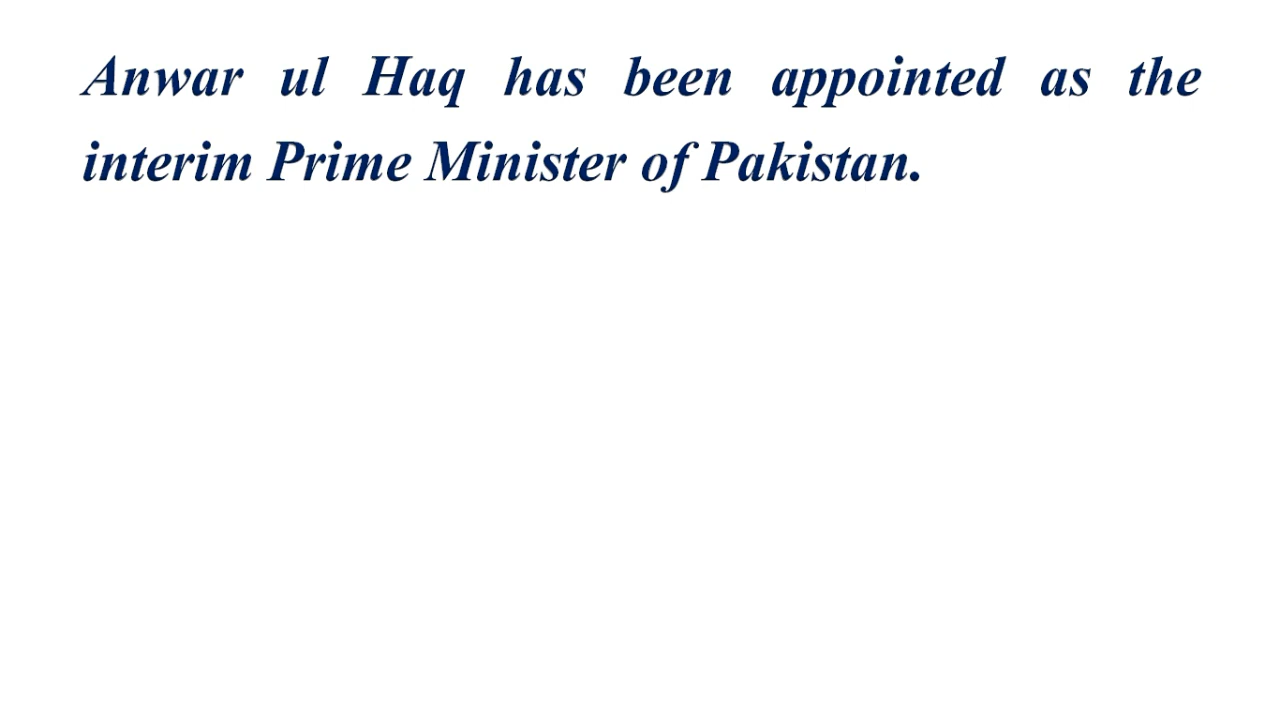 Anwar ul Haq has been appointed as the
interim Prime Minister of Pakistan.